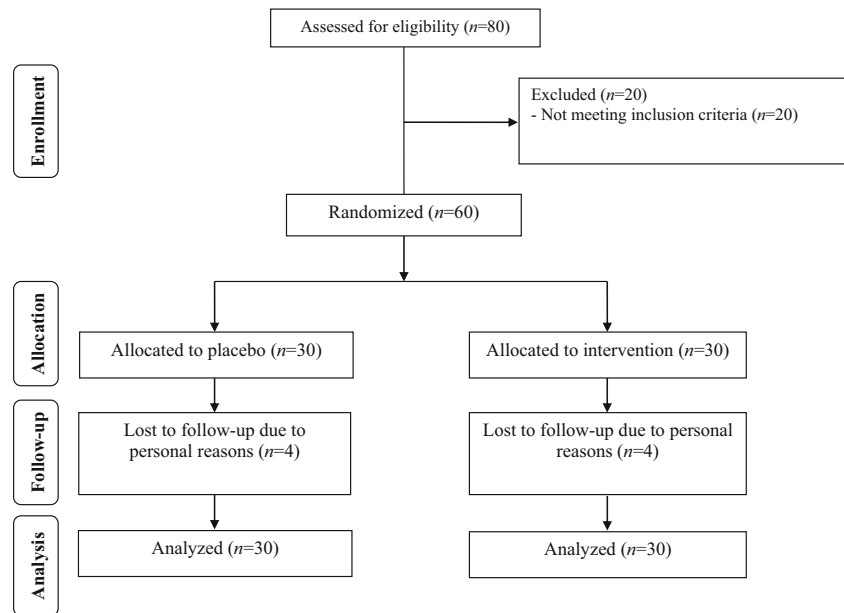 Assessed for eligibility (n=80)
Enrollment
Excluded (n=20)
- Not meeting inclusion criteria (n=20)
Randomized (n=60)
Allocation
Allocated to placebo (n=30)
Allocated to intervention (n=30)
Follow-up
Lost to follow-up due to
personal reasons (n=4)
Lost to follow-up due to personal
reasons (n=4)
Analysis
Analyzed (n=30)
Analyzed (n=30)